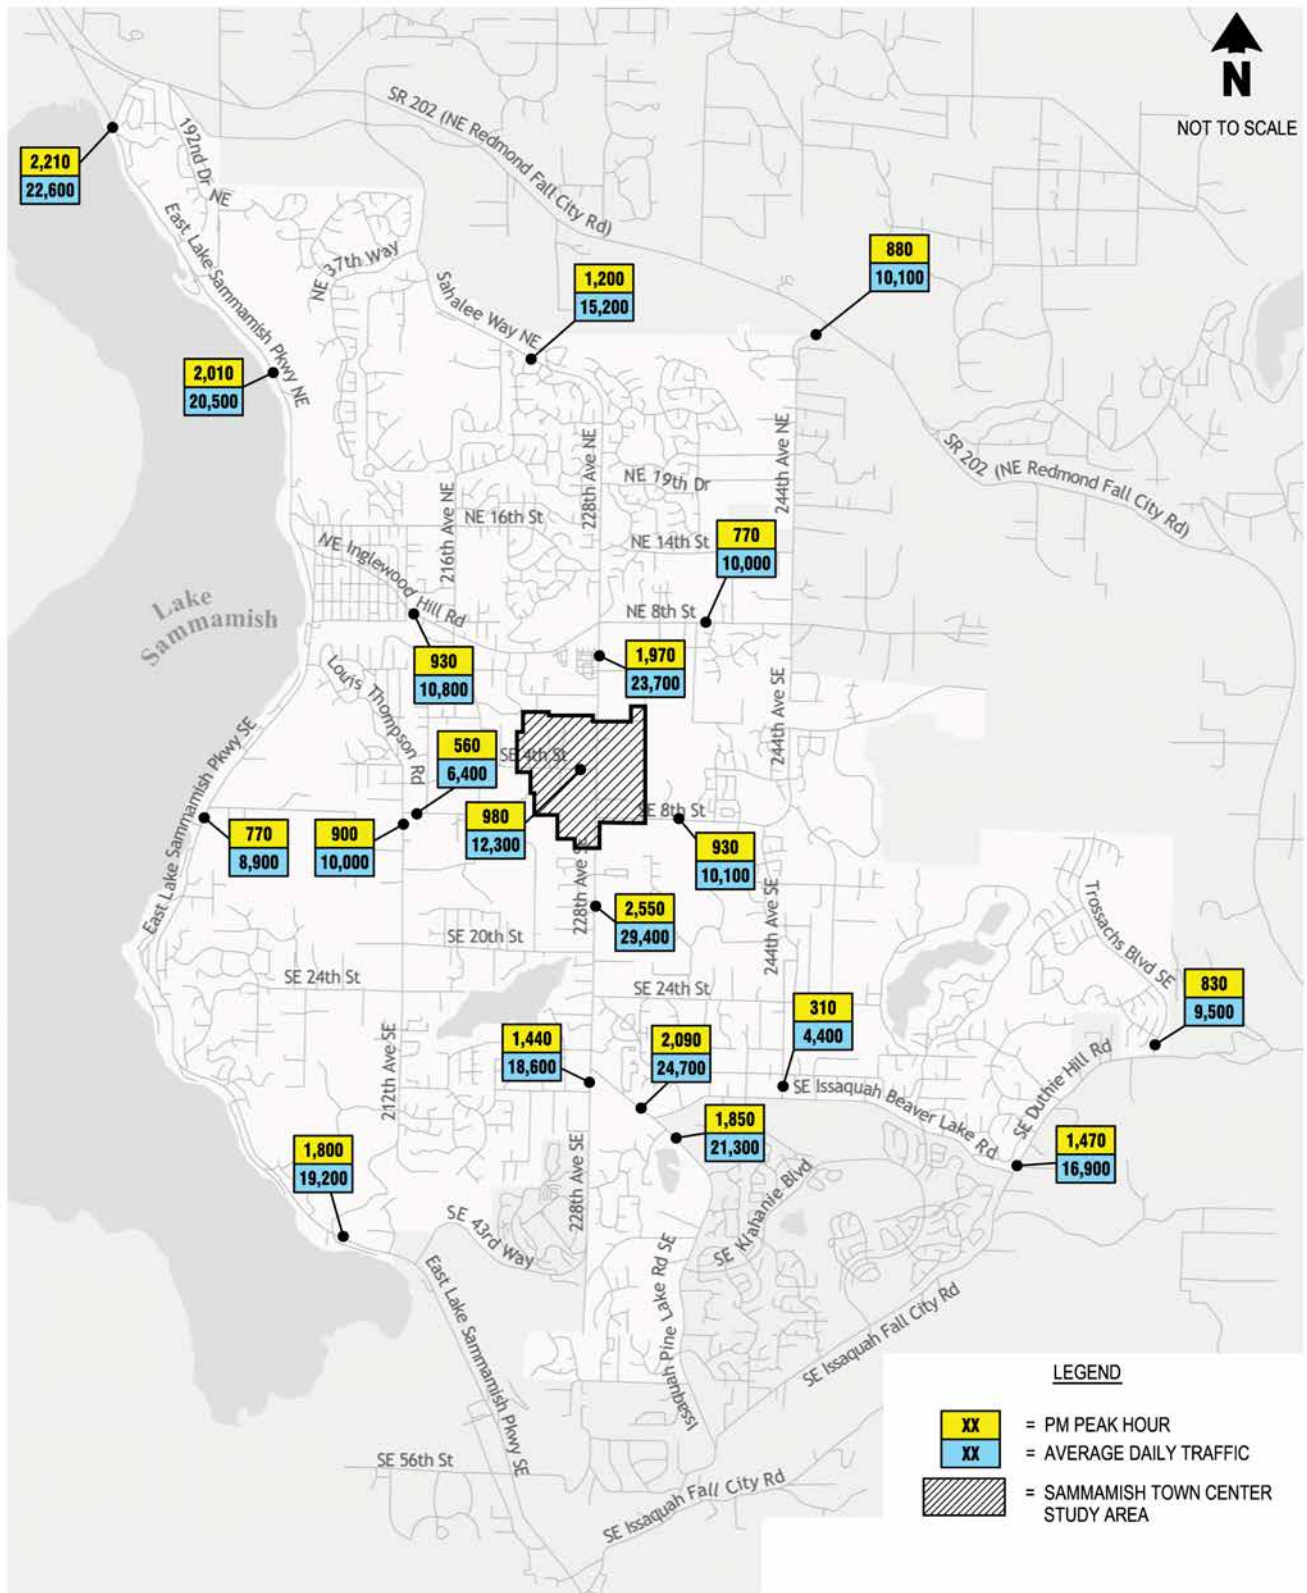 N
NOT TO SCALE
SR 202 (NE Redmond Fall City Rd)
192nd Dr NE
2,210
22,600
East Lake Sammamish Pkwy NE
NE 37th Way
880
10,100
1,200
15,200
Sahalee Way NE
2,010
20,500
SR 202 (NE Redmond Fall City Rd)
228th Ave NE
244th Ave NE
NE 19th Dr
216th Ave NE
NE 16th St
NE 14th St
770
10,000
NE Inglewood Hill Rd
Lake
Sammamish
NE 8th St
930
10,800
1,970
23,700
Louis Thompson Rd
244th Ave SE
560
6,400
SE 4th St
East Lake Sammamish Pkwy SE
770
8,900
900
10,000
980
12,300
SE 8th St
930
10,100
228th Ave SE
2,550
29,400
244th Ave SE
Trossachs Blvd SE
SE 20th St
SE 24th St
SE 24th St
830
9,500
310
4,400
212th Ave SE
1,440
18,600
2,090
24,700
SE Duthie Hill Rd
SE Issaquah Beaver Lake Rd
1,850
21,300
1,470
16,900
1,800
19,200
228th Ave SE
SE Klahanie Blvd
SE 43rd Way
Issaquah Pine Lake Rd SE
East Lake Sammamish Pkwy SE
SE Issaquah Fall City Rd
SE 56th St
SE Issaquah Fall City Rd
LEGEND
XX = PM PEAK HOUR
XX = AVERAGE DAILY TRAFFIC
= SAMMAMISH TOWN CENTER
STUDY AREA